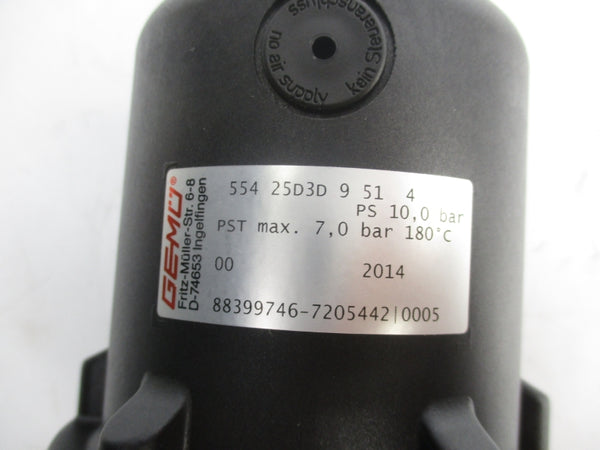 kein Steueranschluss
no air supply
GEMÜ
Fritz-Müller-Str. 6-8
D-74653 Ingelfingen
554 25D3D 9 51 4
PS 10,0 bar
PST max. 7,0 bar 180°C
00 2014
88399746-7205442|0005